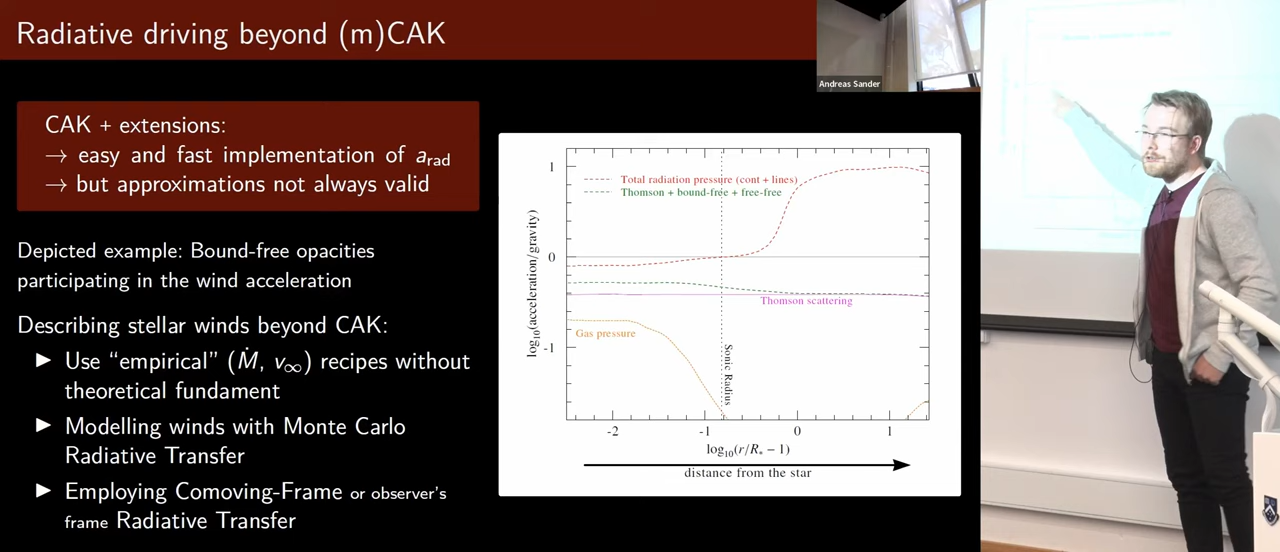 Radiative driving beyond (m)CAK
Andreas Sander
CAK + extensions:
→ easy and fast implementation of a_rad
→ but approximations not always valid
Depicted example: Bound-free opacities
participating in the wind acceleration
Describing stellar winds beyond CAK:
▶ Use “empirical” (Ṁ, v∞) recipes without
theoretical fundament
▶ Modelling winds with Monte Carlo
Radiative Transfer
▶ Employing Comoving-Frame or observer's
frame Radiative Transfer
Total radiation pressure (cont + lines)
Thomson + bound-free + free-free
Thomson scattering
Gas pressure
Sonic Radius
log₁₀(acceleration/gravity)
1
0
-1
-2 -1 0 1
log₁₀(r/R* − 1)
distance from the star